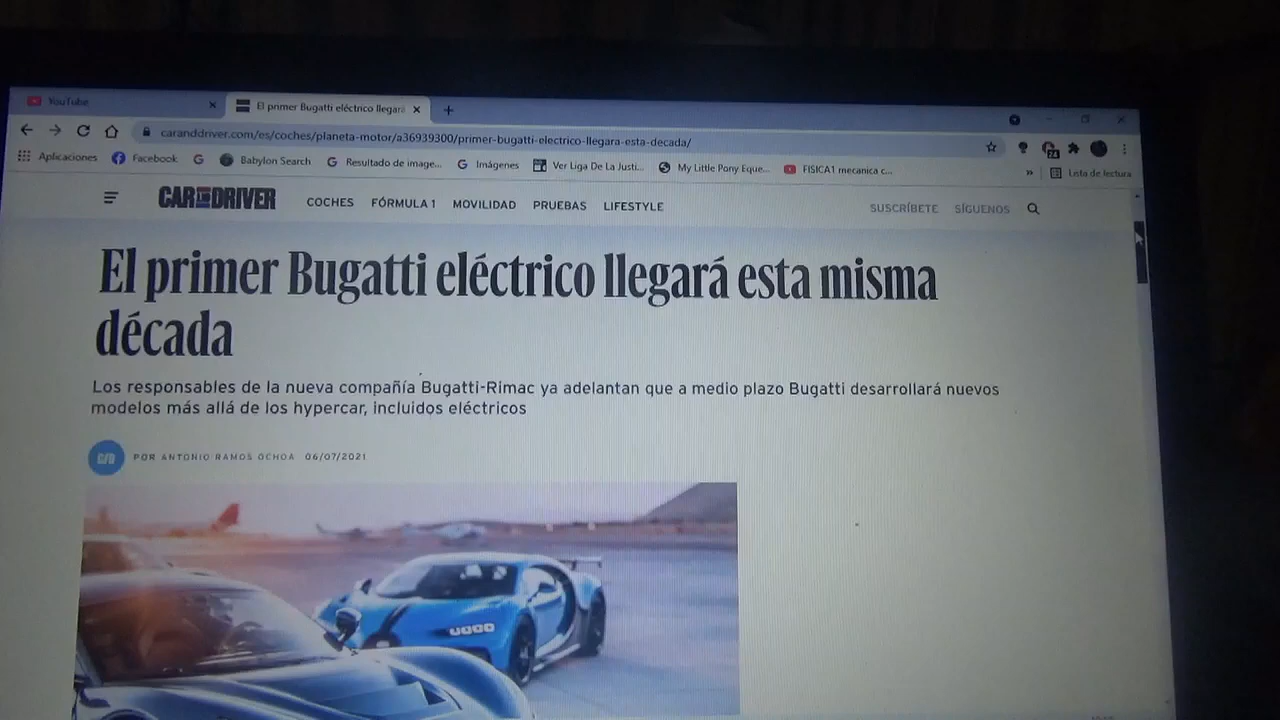 YouTube
El primer Bugatti eléctrico llegará
caranddriver.com/es/coches/planeta-motor/a36939300/primer-bugatti-electrico-llegara-esta-decada/
Aplicaciones Facebook Babylon Search Resultado de image... Imágenes Ver Liga De La Justi... My Little Pony Eque... FISICA1 mecanica c... » Lista de lectura
24
CAR AND DRIVER COCHES FÓRMULA 1 MOVILIDAD PRUEBAS LIFESTYLE SUSCRÍBETE SÍGUENOS
El primer Bugatti eléctrico llegará esta misma
década
Los responsables de la nueva compañía Bugatti-Rimac ya adelantan que a medio plazo Bugatti desarrollará nuevos
modelos más allá de los hypercar, incluidos eléctricos
C/D POR ANTONIO RAMOS OCHOA 06/07/2021